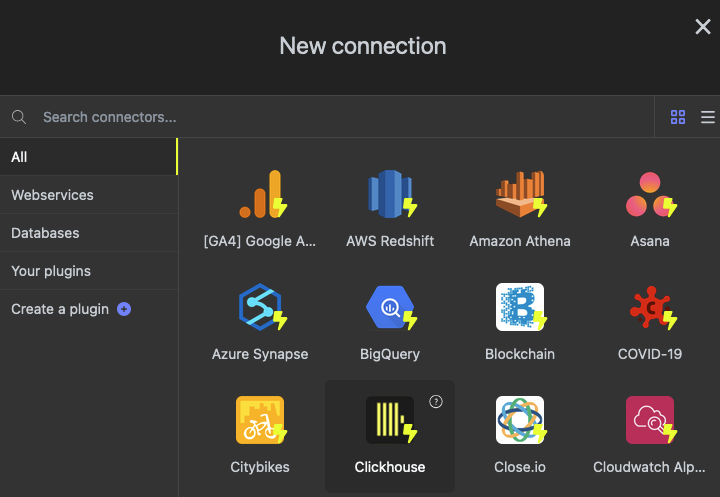 New connection
Search connectors...
All
Webservices
Databases
Your plugins
Create a plugin
[GA4] Google A...
AWS Redshift
Amazon Athena
Asana
Azure Synapse
BigQuery
Blockchain
COVID-19
Citybikes
Clickhouse
Close.io
Cloudwatch Alp...